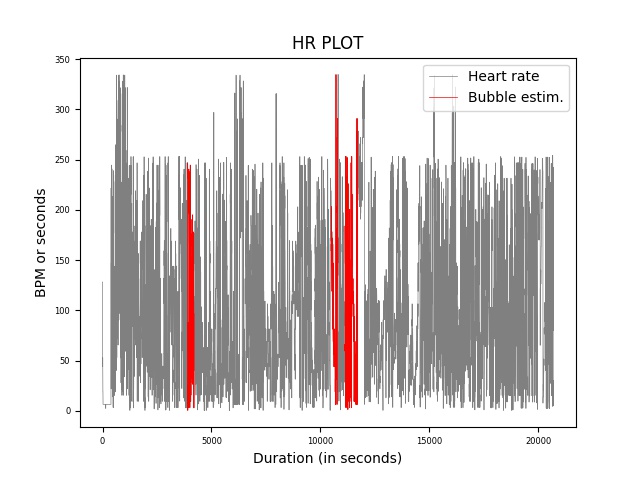 HR PLOT
Heart rate
Bubble estim.
BPM or seconds
350
300
250
200
150
100
50
0
0 5000 10000 15000 20000
Duration (in seconds)